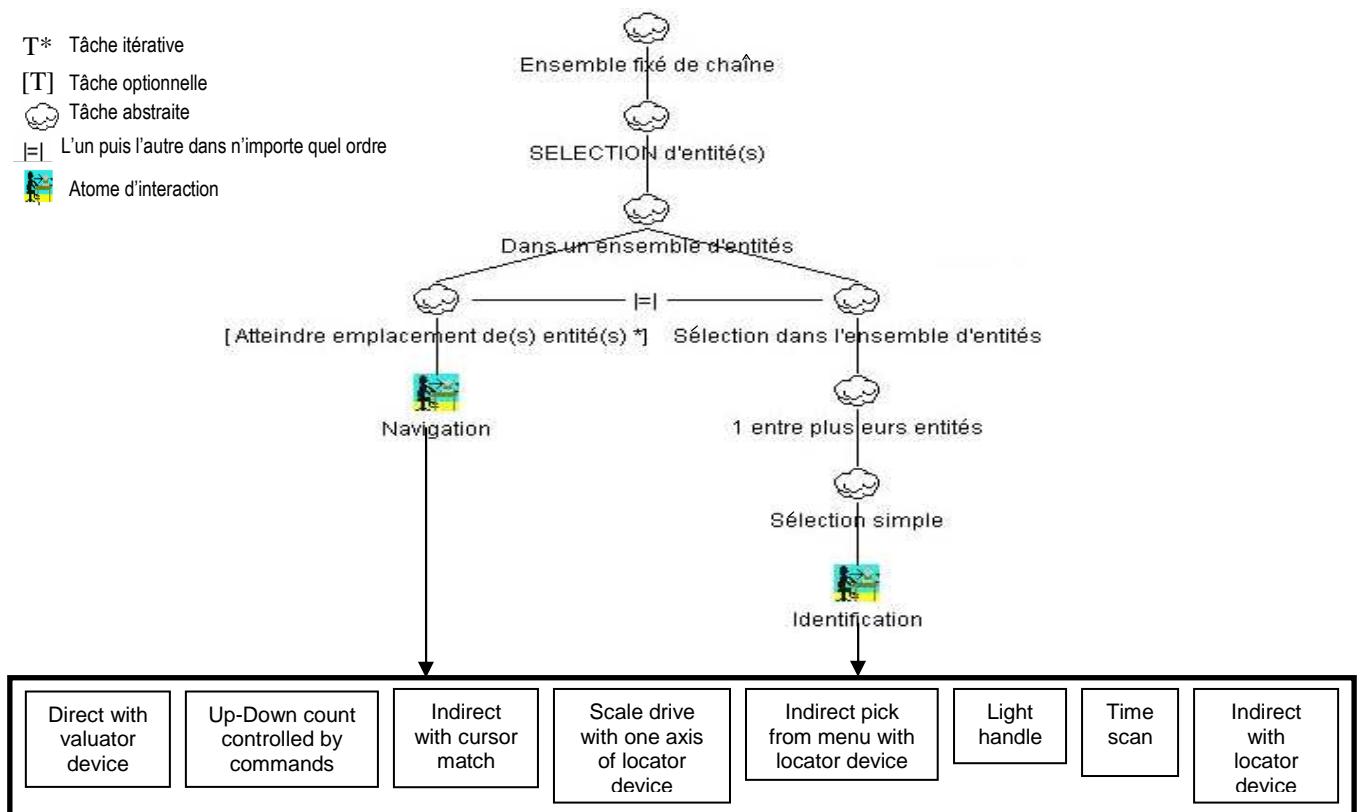 T* Tâche itérative
[T] Tâche optionnelle
Tâche abstraite
|=| L'un puis l'autre dans n'importe quel ordre
Atome d'interaction
Ensemble fixé de chaîne
SELECTION d'entité(s)
Dans un ensemble d'entités
|=|
[ Atteindre emplacement de(s) entité(s) *]
Sélection dans l'ensemble d'entités
Navigation
1 entre plusieurs entités
Sélection simple
Identification
Direct with
valuator
device
Up-Down count
controlled by
commands
Indirect
with cursor
match
Scale drive
with one axis
of locator
device
Indirect pick
from menu with
locator device
Light
handle
Time
scan
Indirect
with
locator
device